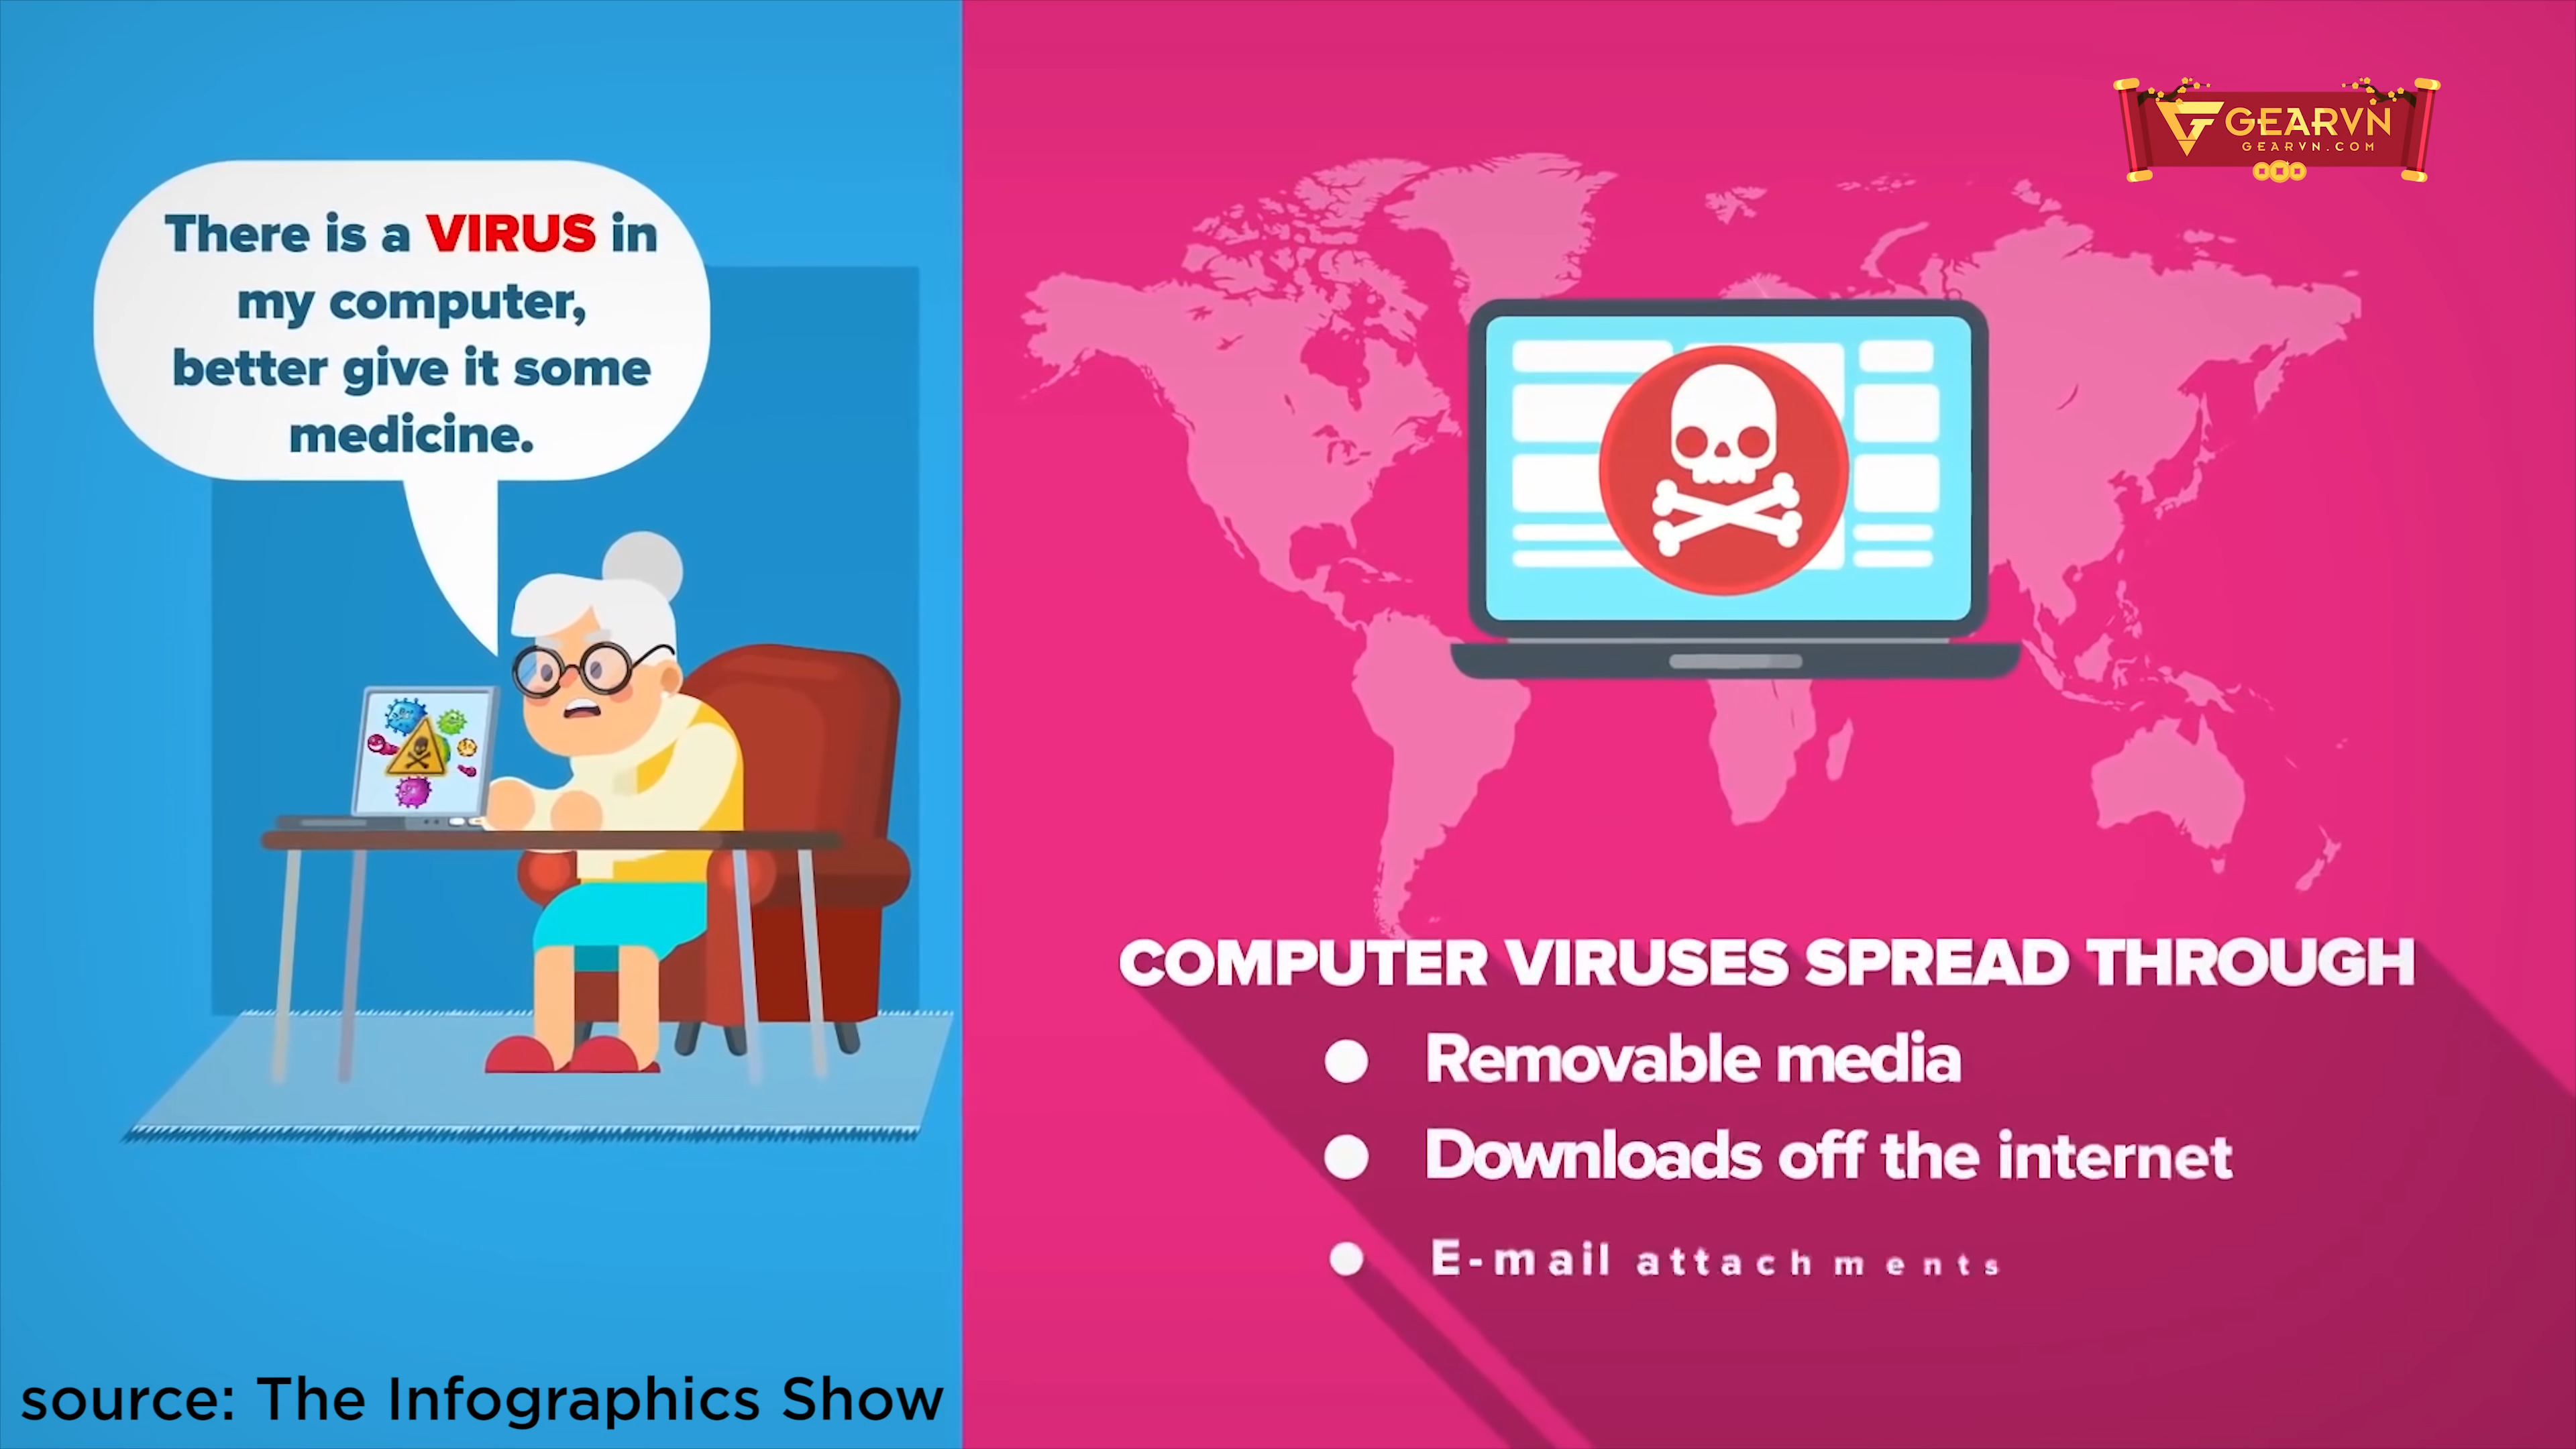 There is a VIRUS in
my computer,
better give it some
medicine.
GEARVN
GEARVN.COM
COMPUTER VIRUSES SPREAD THROUGH
Removable media
Downloads off the internet
E-mail attachments
source: The Infographics Show